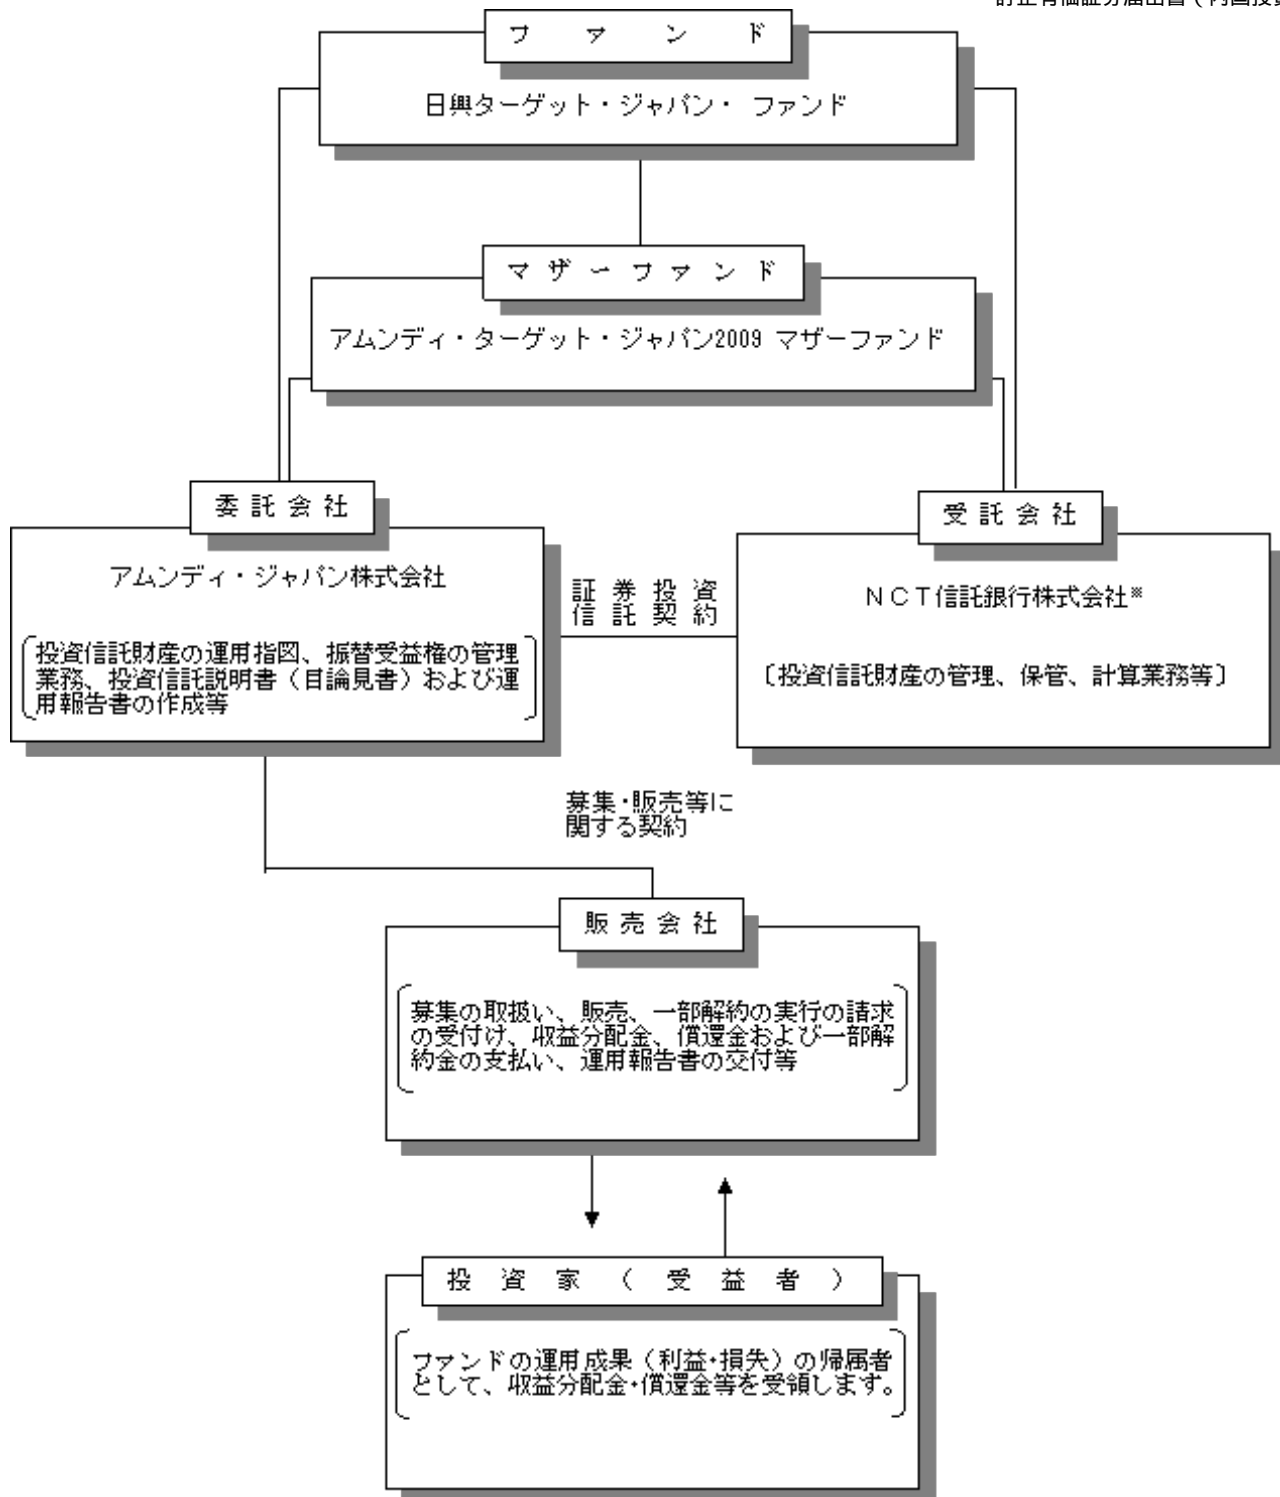 ファンド
日興ターゲット・ジャパン・ ファンド
マザーファンド
アムンディ・ターゲット・ジャパン2009 マザーファンド
委託会社
アムンディ・ジャパン株式会社
投資信託財産の運用指図、振替受益権の管理
業務、投資信託説明書（目論見書）および運
用報告書の作成等
証券投資
信託契約
受託会社
ＮＣＴ信託銀行株式会社※
〔投資信託財産の管理、保管、計算業務等〕
募集・販売等に
関する契約
販売会社
募集の取扱い、販売、一部解約の実行の請求
の受付け、収益分配金、償還金および一部解
約金の支払い、運用報告書の交付等
投資家（受益者）
ファンドの運用成果（利益・損失）の帰属者
として、収益分配金・償還金等を受領します。